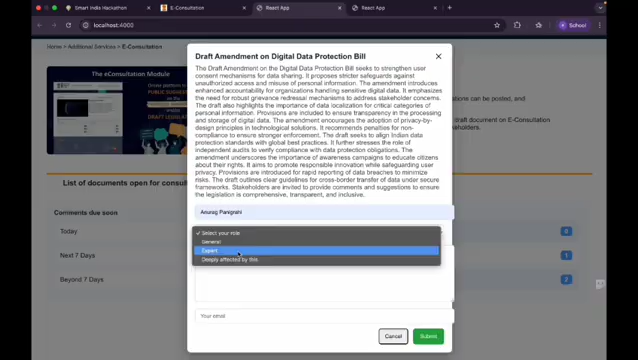 Smart India Hackathon
E-Consultation
React App
React App
localhost:4000
School
Home > Additional Services > E-Consultation
The eConsultation Module
Draft Amendment on Digital Data Protection Bill
The Draft Amendment on the Digital Data Protection Bill seeks to strengthen user
consent mechanisms for data sharing. It proposes stricter safeguards against
unauthorized access and misuse of personal information. The amendment introduces
enhanced accountability for organizations handling sensitive data. It emphasizes
the need for robust grievance redressal mechanisms to address stakeholder concerns.
The draft also highlights the importance of data localization for critical categories of
personal information. Provisions are included to ensure transparency in the processing
and storage of digital data. The amendment encourages the adoption of privacy-by-
design principles in technological solutions. It recommends penalties for non-
compliance to ensure stronger enforcement. The draft seeks to align Indian data
protection standards with global best practices. It further stresses the role of
independent audits to verify compliance with data protection obligations. The
amendment underscores the importance of awareness campaigns to educate citizens
about their rights. It aims to promote responsible innovation while safeguarding user
privacy. Provisions are introduced for rapid reporting of data breaches to minimize
risks. The draft outlines clear guidelines for cross-border transfer of data under secure
frameworks. Stakeholders are invited to provide comments and suggestions to ensure
the legislation is comprehensive, transparent, and inclusive.
can be posted, and
draft document on E-Consultation
List of documents open for consul
Comments due soon
Today
Next 7 Days
Beyond 7 Days
Anurag Panigrahi
✓ Select your role
General
Expert
Deeply affected by this
Your email
Cancel
Submit